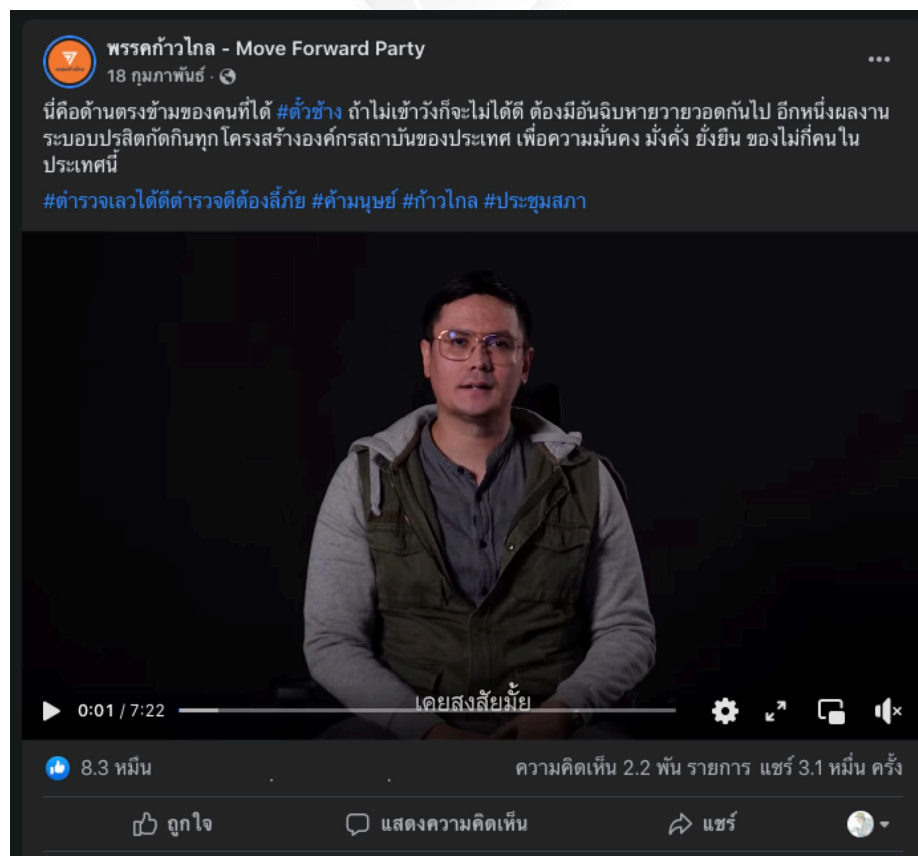 พรรคก้าวไกล - Move Forward Party
18 กุมภาพันธ์ ·
นี่คือด้านตรงข้ามของคนที่ได้ #ตั๋วช้าง ถ้าไม่เข้าวังก็จะไม่ได้ดี ต้องมีอันฉิบหายวายวอดกันไป อีกหนึ่งผลงาน
ระบอบปรสิตกัดกินทุกโครงสร้างองค์กรสถาบันของประเทศ เพื่อความมั่นคง มั่งคั่ง ยั่งยืน ของไม่กี่คนใน
ประเทศนี้
#ตำรวจเลวได้ดีตำรวจดีต้องลี้ภัย #ค้ามนุษย์ #ก้าวไกล #ประชุมสภา
เคยสงสัยมั้ย
0:01 / 7:22
8.3 หมื่น
ความคิดเห็น 2.2 พัน รายการ แชร์ 3.1 หมื่น ครั้ง
ถูกใจ
แสดงความคิดเห็น
แชร์